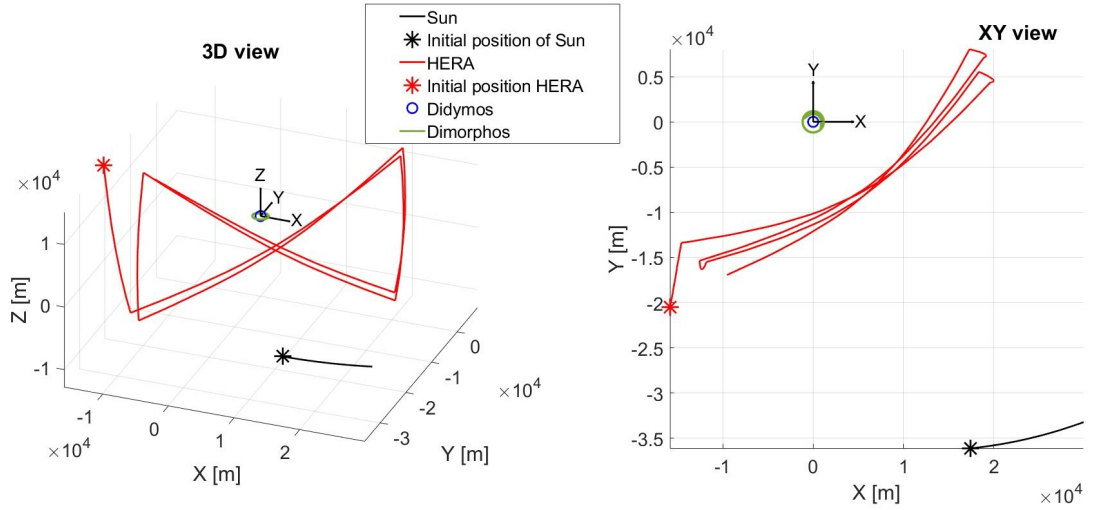 3D view
Sun
Initial position of Sun
HERA
Initial position HERA
Didymos
Dimorphos
×10⁴
1
0
-1
Z [m]
Z
Y
X
-1
0
1
2
×10⁴
X [m]
0
-1
-2
-3
×10⁴
Y [m]
XY view
×10⁴
0.5
0
-0.5
-1
-1.5
-2
-2.5
-3
-3.5
Y [m]
Y
X
-1
0
1
2
×10⁴
X [m]